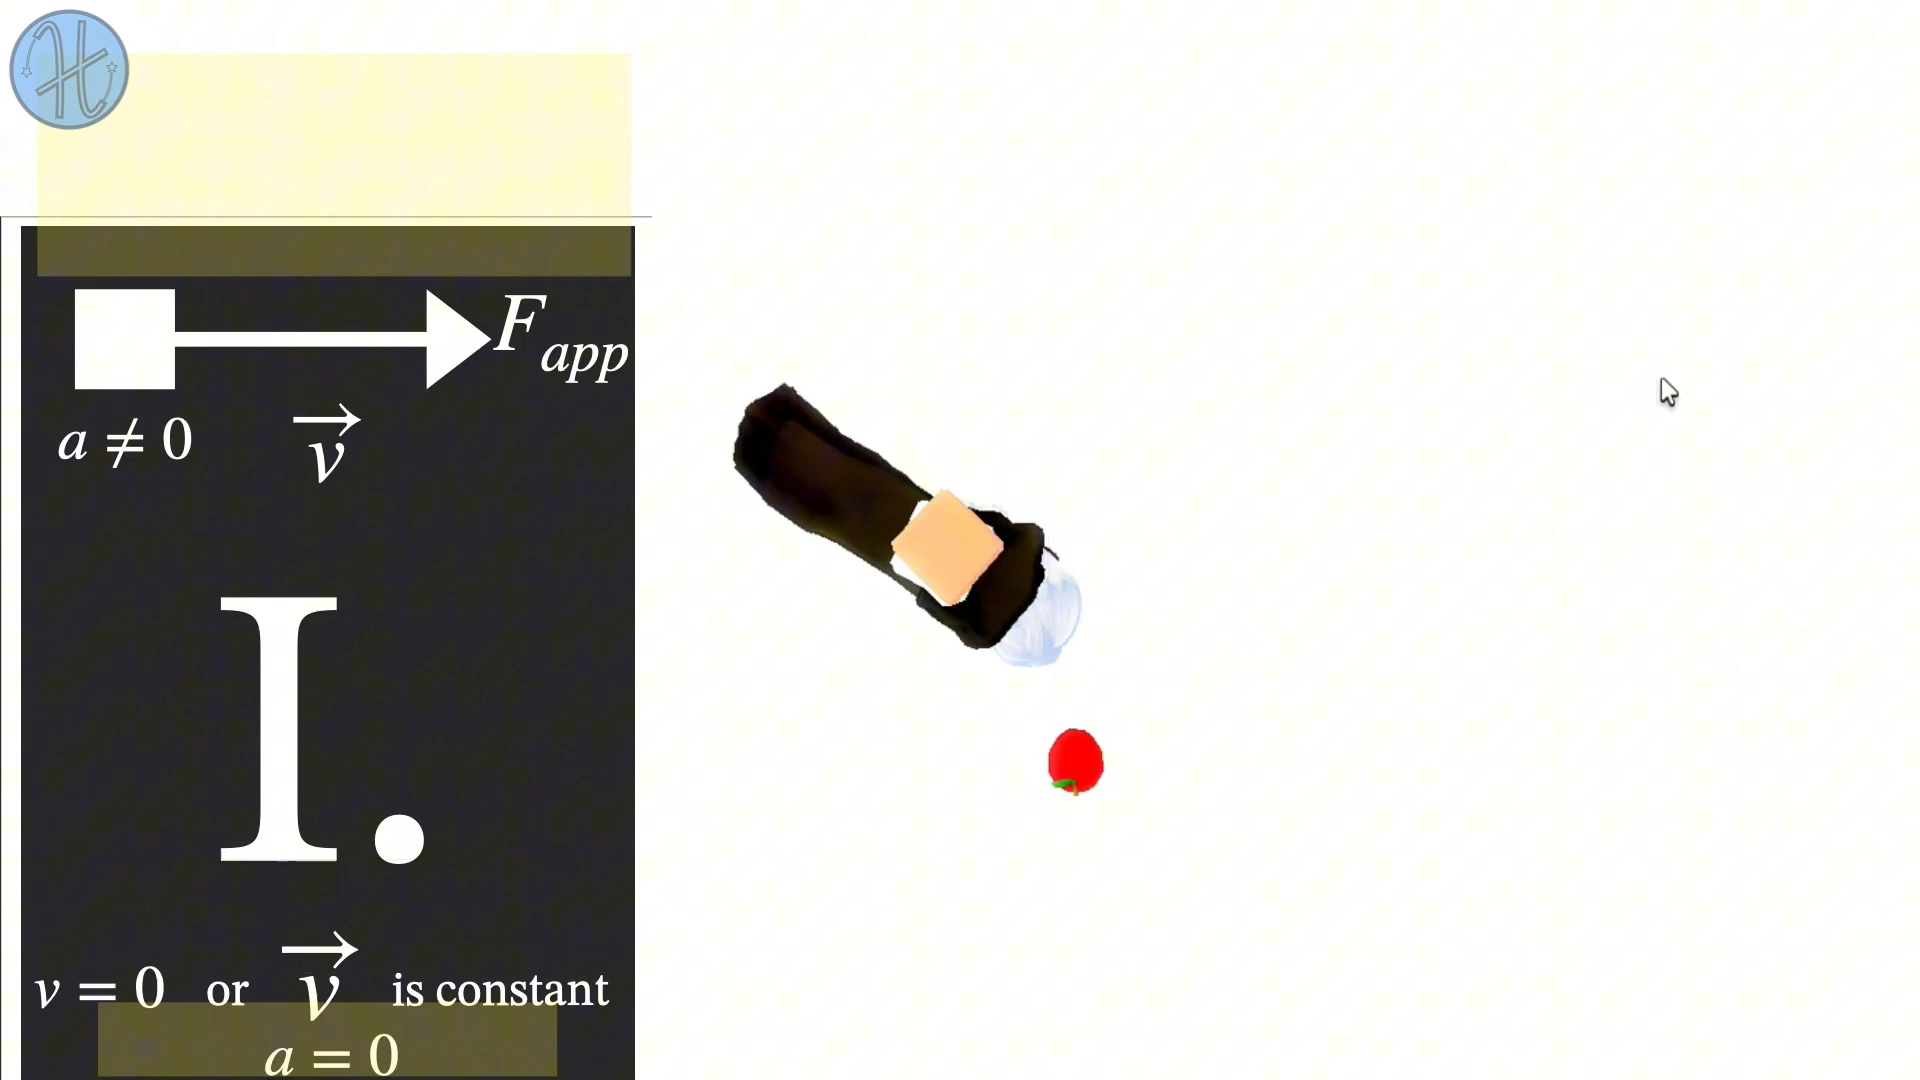 F_app
a ≠ 0 v⃗
I.
v = 0 or v⃗ is constant
a = 0